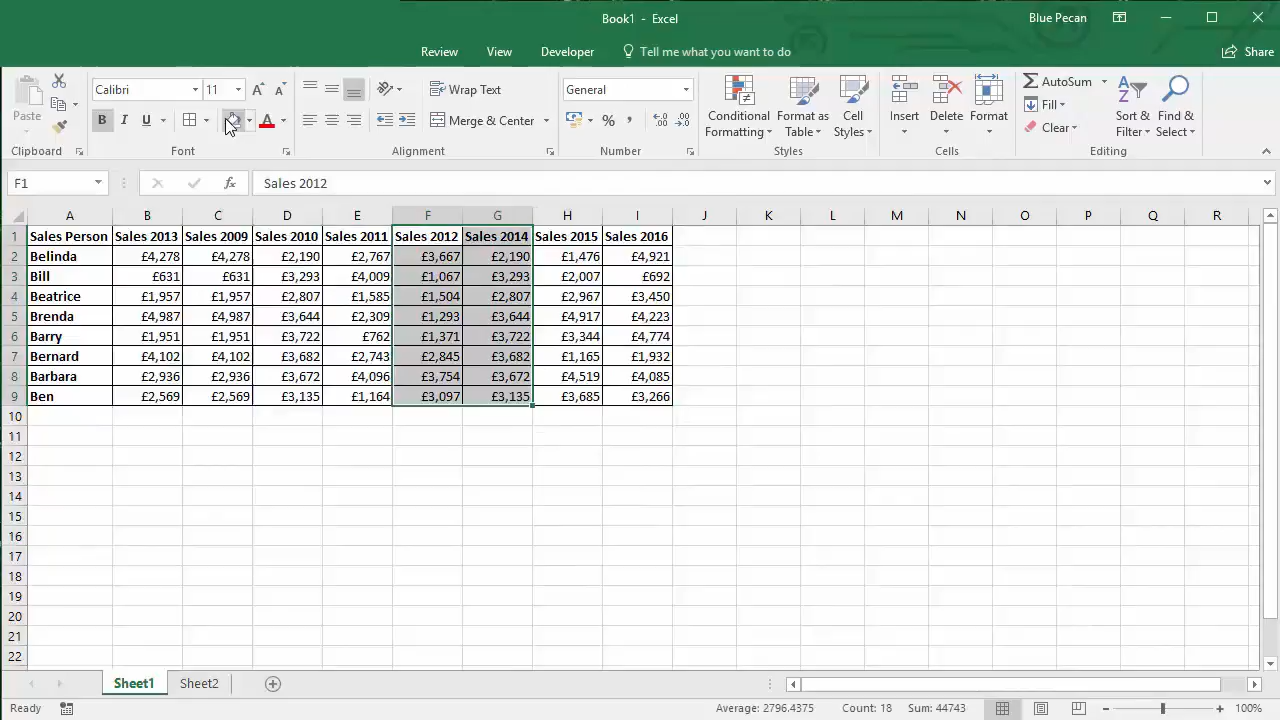 Book1 - Excel
Blue Pecan
Review View Developer Tell me what you want to do
Share
Paste
Calibri 11 A A
B I U A
Wrap Text
Merge & Center
General
% ,
Conditional Formatting
Format as Table
Cell Styles
Insert
Delete
Format
AutoSum
Fill
Clear
Sort & Filter
Find & Select
Clipboard Font Alignment Number Styles Cells Editing
F1 fx Sales 2012
A B C D E F G H I J K L M N O P Q R
1 Sales Person Sales 2013 Sales 2009 Sales 2010 Sales 2011 Sales 2012 Sales 2014 Sales 2015 Sales 2016
2 Belinda £4,278 £4,278 £2,190 £2,767 £3,667 £2,190 £1,476 £4,921
3 Bill £631 £631 £3,293 £4,009 £1,067 £3,293 £2,007 £692
4 Beatrice £1,957 £1,957 £2,807 £1,585 £1,504 £2,807 £2,967 £3,450
5 Brenda £4,987 £4,987 £3,644 £2,309 £1,293 £3,644 £4,917 £4,223
6 Barry £1,951 £1,951 £3,722 £762 £1,371 £3,722 £3,344 £4,774
7 Bernard £4,102 £4,102 £3,682 £2,743 £2,845 £3,682 £1,165 £1,932
8 Barbara £2,936 £2,936 £3,672 £4,096 £3,754 £3,672 £4,519 £4,085
9 Ben £2,569 £2,569 £3,135 £1,164 £3,097 £3,135 £3,685 £3,266
10
11
12
13
14
15
16
17
18
19
20
21
22
Sheet1 Sheet2
Ready Average: 2796.4375 Count: 18 Sum: 44743 100%